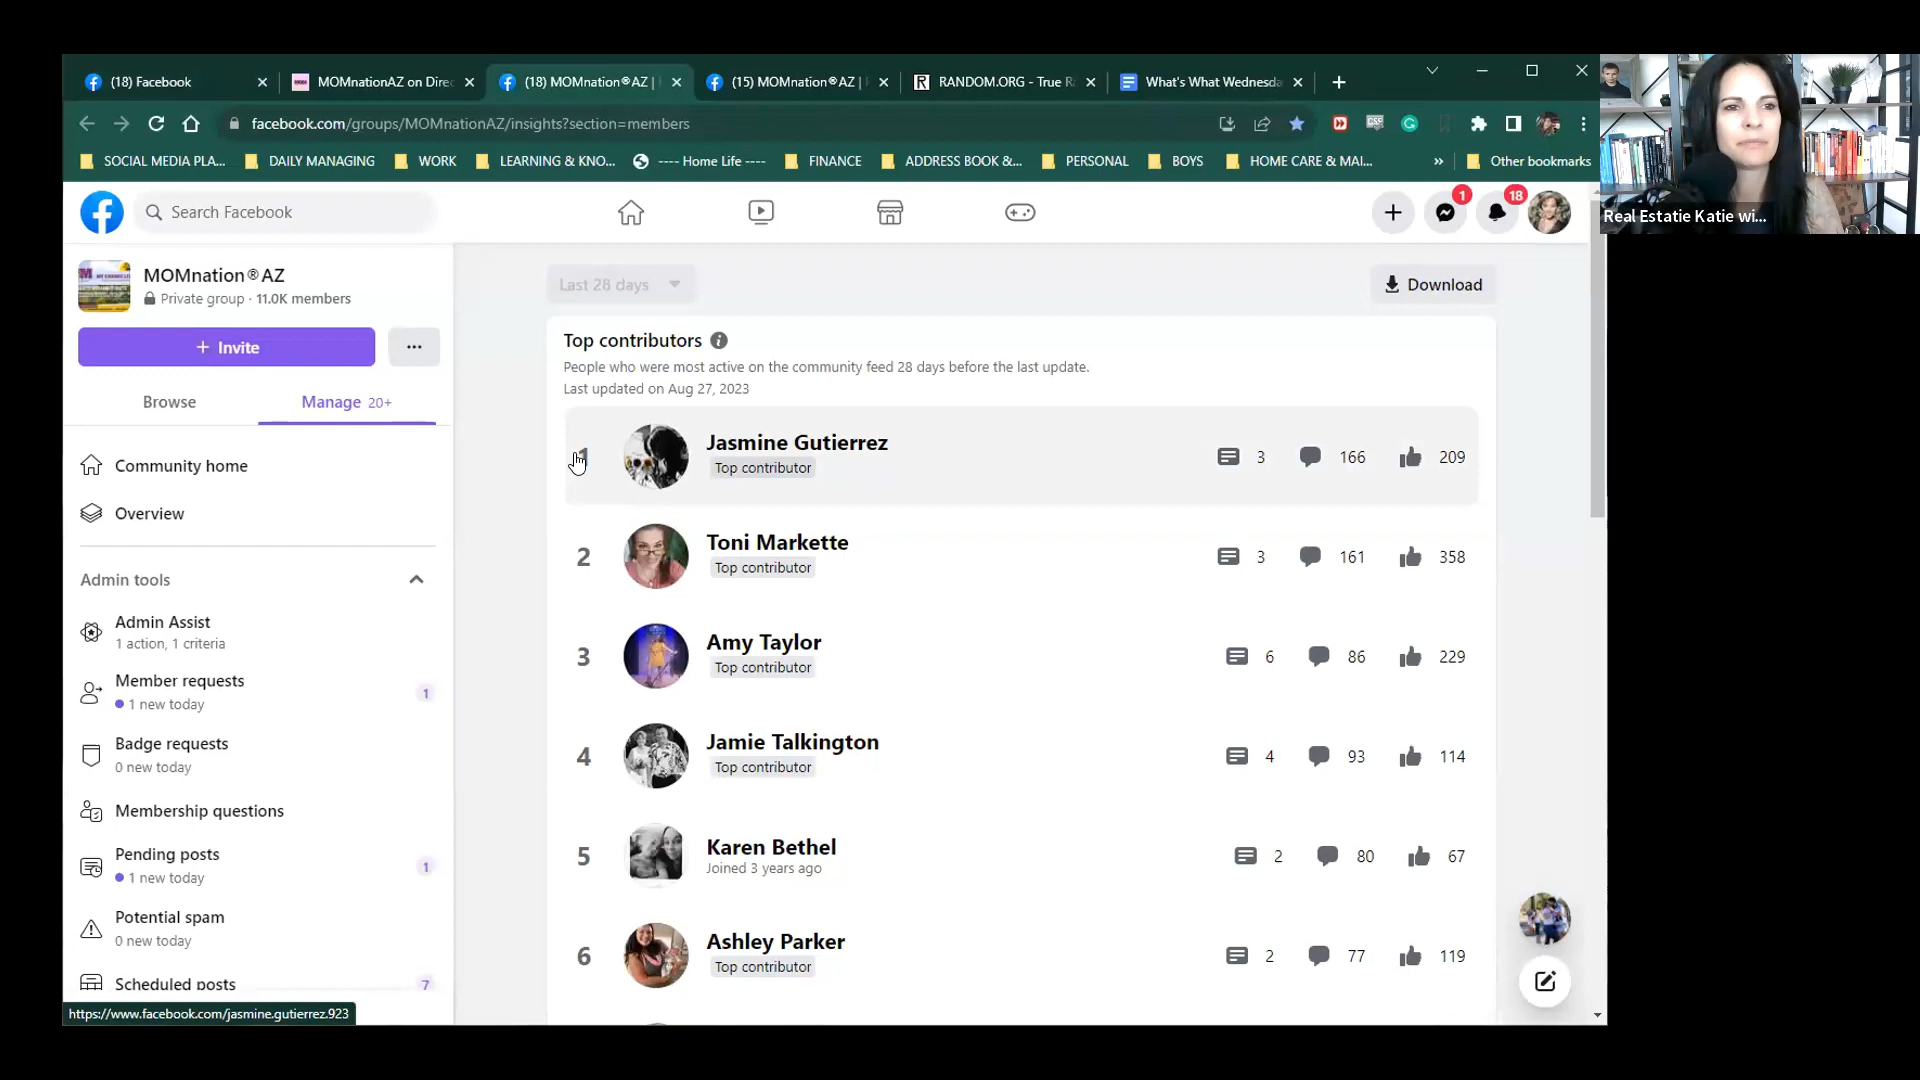 (18) Facebook
MOMnationAZ on Direc
(18) MOMnation®AZ |
(15) MOMnation®AZ |
RANDOM.ORG - True R
What's What Wednesda
facebook.com/groups/MOMnationAZ/insights?section=members
SOCIAL MEDIA PLA...
DAILY MANAGING
WORK
LEARNING & KNO...
---- Home Life ----
FINANCE
ADDRESS BOOK &...
PERSONAL
BOYS
HOME CARE & MAI...
»
Other bookmarks
Real Estatie Katie wi...
Search Facebook
1
18
MOMnation®AZ
Private group · 11.0K members
+ Invite
...
Browse
Manage 20+
Community home
Overview
Admin tools
Admin Assist
1 action, 1 criteria
Member requests
1 new today
1
Badge requests
0 new today
Membership questions
Pending posts
1 new today
1
Potential spam
0 new today
Scheduled posts
7
https://www.facebook.com/jasmine.gutierrez.923
Last 28 days
Download
Top contributors
People who were most active on the community feed 28 days before the last update.
Last updated on Aug 27, 2023
1 Jasmine Gutierrez 3 166 209
Top contributor
2 Toni Markette 3 161 358
Top contributor
3 Amy Taylor 6 86 229
Top contributor
4 Jamie Talkington 4 93 114
Top contributor
5 Karen Bethel 2 80 67
Joined 3 years ago
6 Ashley Parker 2 77 119
Top contributor